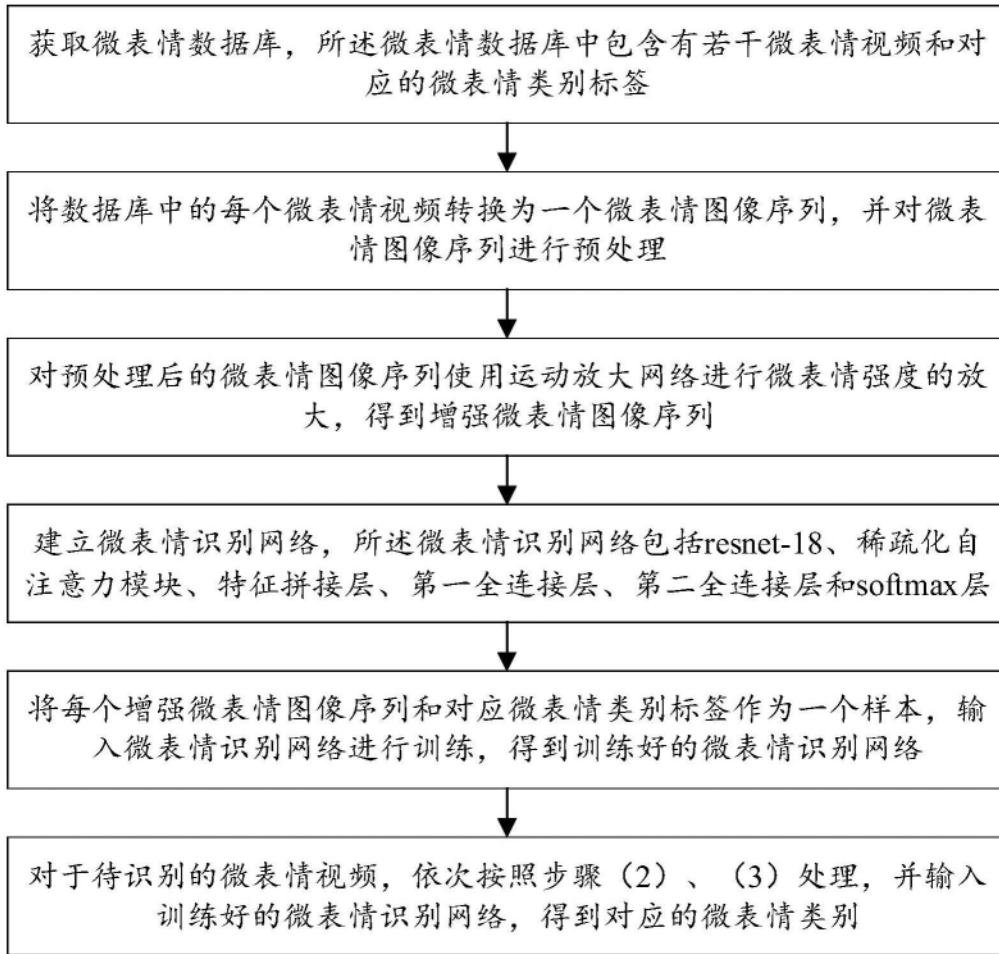 获取微表情数据库，所述微表情数据库中包含有若干微表情视频和对
应的微表情类别标签
将数据库中的每个微表情视频转换为一个微表情图像序列，并对微表
情图像序列进行预处理
对预处理后的微表情图像序列使用运动放大网络进行微表情强度的放
大，得到增强微表情图像序列
建立微表情识别网络，所述微表情识别网络包括resnet-18、稀疏化自
注意力模块、特征拼接层、第一全连接层、第二全连接层和softmax层
将每个增强微表情图像序列和对应微表情类别标签作为一个样本，输
入微表情识别网络进行训练，得到训练好的微表情识别网络
对于待识别的微表情视频，依次按照步骤（2）、（3）处理，并输入
训练好的微表情识别网络，得到对应的微表情类别